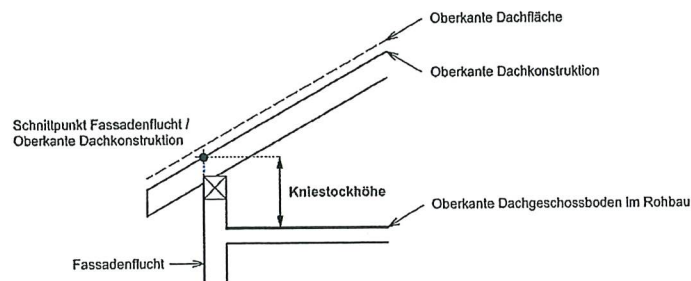 Oberkante Dachfläche
Oberkante Dachkonstruktion
Schnittpunkt Fassadenflucht /
Oberkante Dachkonstruktion
Kniestockhöhe
Oberkante Dachgeschossboden im Rohbau
Fassadenflucht